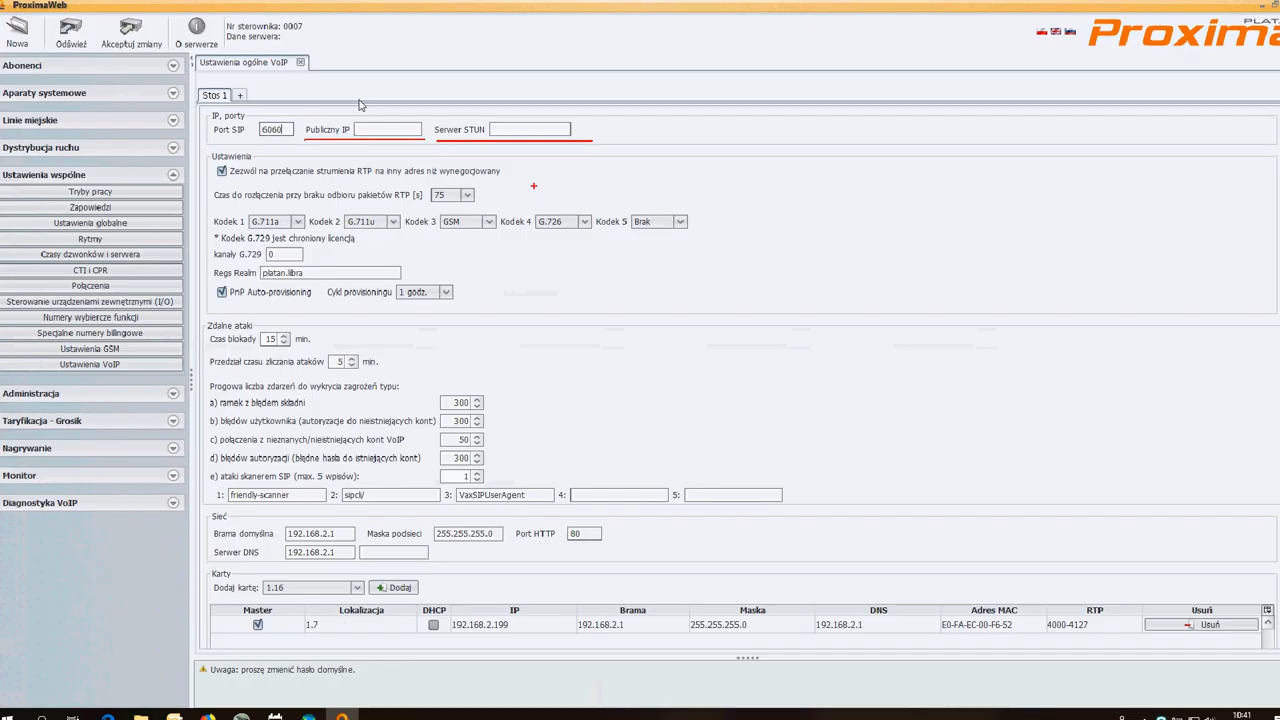 ProximaWeb
Nowa
Odśwież
Akceptuj zmiany
O serwerze
Nr sterownika: 0007
Dane serwera:
Proxima
Abonenci
Aparaty systemowe
Linie miejskie
Dystrybucja ruchu
Ustawienia wspólne
Tryby pracy
Zapowiedzi
Ustawienia globalne
Rytmy
Czasy dzwonków i serwera
CTI i CPR
Połączenia
Sterowanie urządzeniami zewnętrznymi (I/O)
Numery wybiercze funkcji
Specjalne numery bilingowe
Ustawienia GSM
Ustawienia VoIP
Administracja
Taryfikacja - Grosik
Nagrywanie
Monitor
Diagnostyka VoIP
Ustawienia ogólne VoIP
Stos 1 +
IP, porty
Port SIP 6060 Publiczny IP Serwer STUN
Ustawienia
Zezwól na przełączanie strumienia RTP na inny adres niż wynegocjowany
Czas do rozłączenia przy braku odbioru pakietów RTP [s] 75
Kodek 1 G.711a Kodek 2 G.711u Kodek 3 GSM Kodek 4 G.726 Kodek 5 Brak
* Kodek G.729 jest chroniony licencją
kanały G.729 0
Regs Realm platan.libra
PnP Auto-provisioning Cykl provisioningu 1 godz.
Zdalne ataki
Czas blokady 15 min.
Przedział czasu zliczania ataków 5 min.
Progowa liczba zdarzeń do wykrycia zagrożeń typu:
a) ramek z błędem składni 300
b) błędów użytkownika (autoryzacje do nieistniejących kont) 300
c) połączenia z nieznanych/nieistniejących kont VoIP 50
d) błędów autoryzacji (błędne hasła do istniejących kont) 300
e) ataki skanerem SIP (max. 5 wpisów): 1
1: friendly-scanner 2: sipcli/ 3: VaxSIPUserAgent 4: 5:
Sieć
Brama domyślna 192.168.2.1 Maska podsieci 255.255.255.0 Port HTTP 80
Serwer DNS 192.168.2.1
Karty
Dodaj kartę: 1.16 Dodaj
Master Lokalizacja DHCP IP Brama Maska DNS Adres MAC RTP Usuń
1.7 192.168.2.199 192.168.2.1 255.255.255.0 192.168.2.1 E0-FA-EC-00-F6-52 4000-4127 Usuń
Uwaga: proszę zmienić hasło domyślne.
10:41